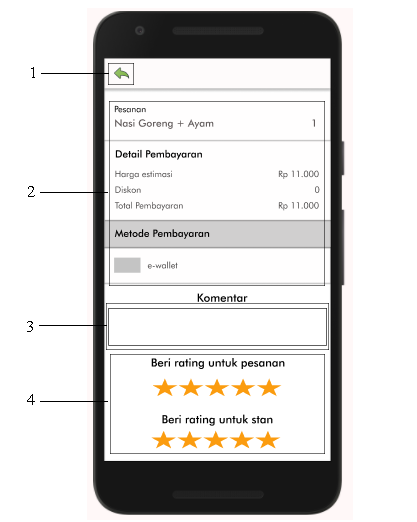 1
Pesanan
Nasi Goreng + Ayam 1
Detail Pembayaran
Harga estimasi Rp 11.000
Diskon 0
2
Total Pembayaran Rp 11.000
Metode Pembayaran
e-wallet
Komentar
3
Beri rating untuk pesanan
4
Beri rating untuk stan